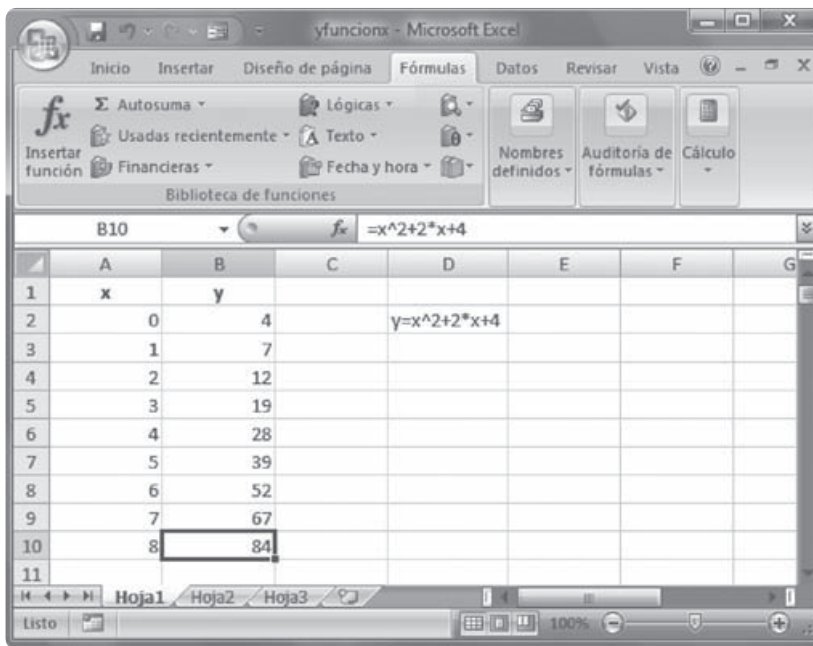 yfuncionx - Microsoft Excel
Inicio Insertar Diseño de página Fórmulas Datos Revisar Vista
fx Insertar función
Σ Autosuma
Usadas recientemente
Financieras
Lógicas
Texto
Fecha y hora
Biblioteca de funciones
Nombres definidos
Auditoría de fórmulas
Cálculo
B10 fx =x^2+2*x+4
A B C D E F G
1 x y
2 0 4 y=x^2+2*x+4
3 1 7
4 2 12
5 3 19
6 4 28
7 5 39
8 6 52
9 7 67
10 8 84
11
Hoja1 Hoja2 Hoja3
Listo 100%